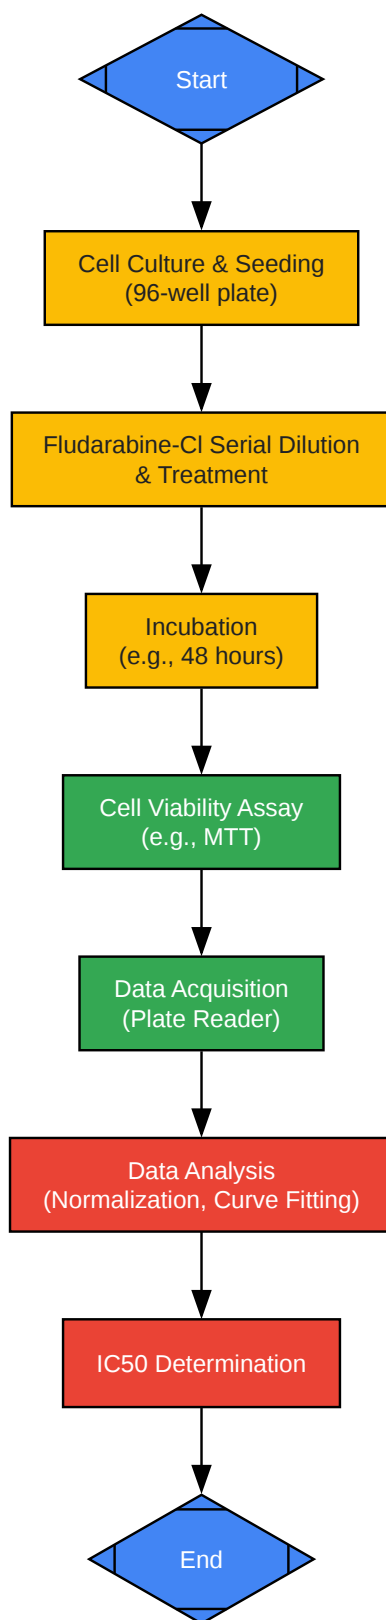 Start
Cell Culture & Seeding
(96-well plate)
Fludarabine-Cl Serial Dilution
& Treatment
Incubation
(e.g., 48 hours)
Cell Viability Assay
(e.g., MTT)
Data Acquisition
(Plate Reader)
Data Analysis
(Normalization, Curve Fitting)
IC50 Determination
End